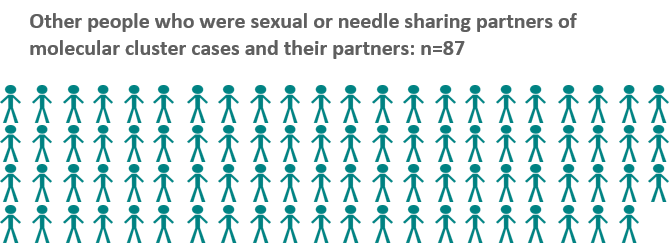 Other people who were sexual or needle sharing partners of
molecular cluster cases and their partners: n=87